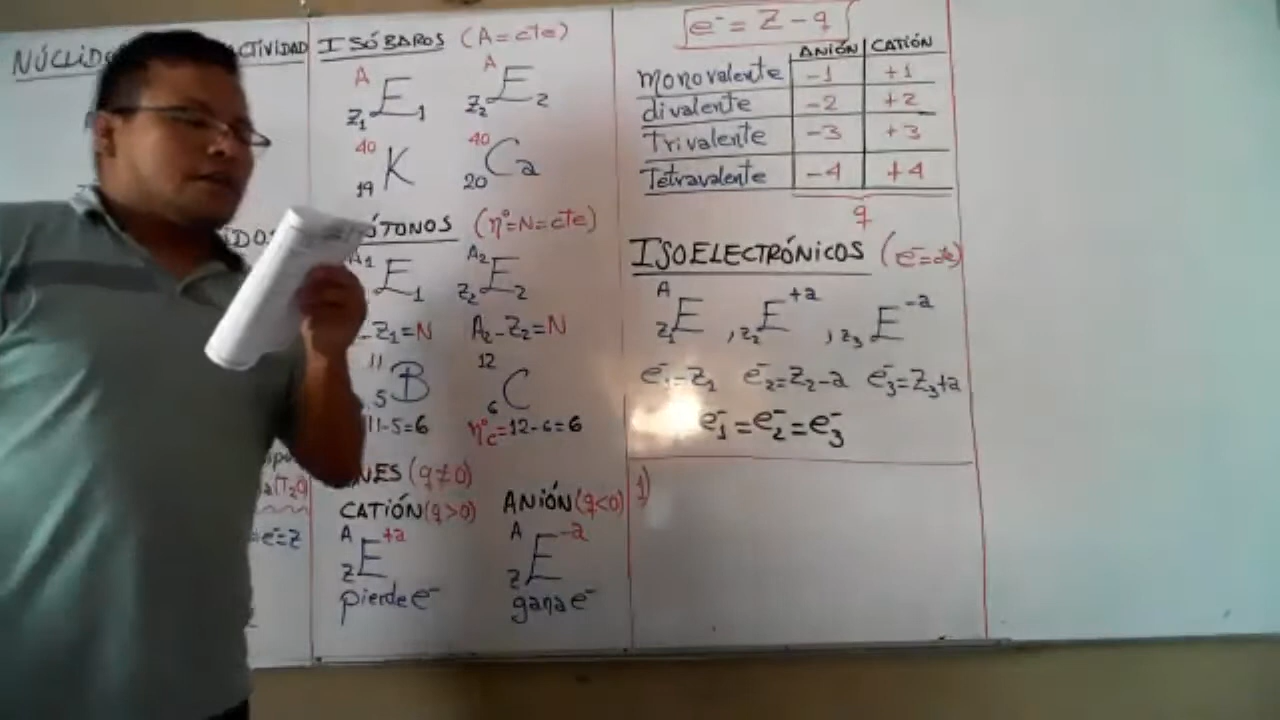 NÚCLIDO ACTIVIDAD
e⁻=Z
ISÓBAROS (A=cte)
A Z₁ E₁ A Z₂ E₂
40 19 K 40 20 Ca
ÓTONOS (η°=N=cte)
A₁ E₁ A₂ Z₂ E₂
-Z₁=N A₂-Z₂=N
11 5 B 12 6 C
11-5=6 η°c=12-6=6
NES (q≠0)
CATIÓN (q>0) ANIÓN (q<0)
A Z E +a A Z E -a
pierde e⁻ gana e⁻
e⁻ = Z - q
ANIÓN CATIÓN
monovalente -1 +1
divalente -2 +2
Trivalente -3 +3
Tetravalente -4 +4
q
ISOELECTRÓNICOS (e⁻=cte)
A Z₁ E , Z₂ E +a , Z₃ E -a
e⁻₁=Z₁ e⁻₂=Z₂-a e⁻₃=Z₃+a
e⁻₁=e⁻₂=e⁻₃
1)